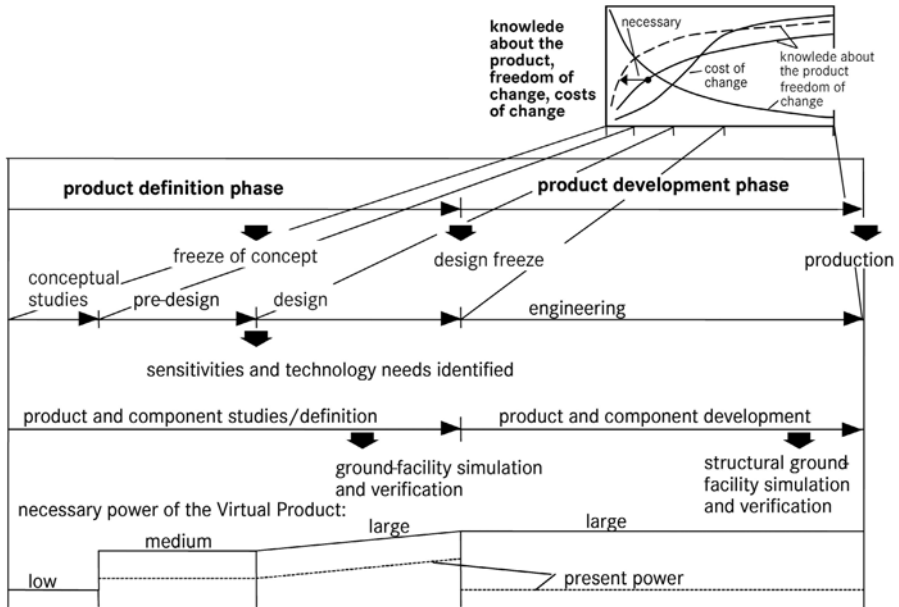 knowlede
about the
product,
freedom of
change, costs
of change
necessary
cost of
change
knowlede about
the product
freedom of
change
product definition phase
product development phase
freeze of concept
design freeze
production
conceptual
studies
pre-design
design
engineering
sensitivities and technology needs identified
product and component studies/definition
product and component development
ground-facility simulation
and verification
structural ground-
facility simulation
and verification
necessary power of the Virtual Product:
low
medium
large
large
present power